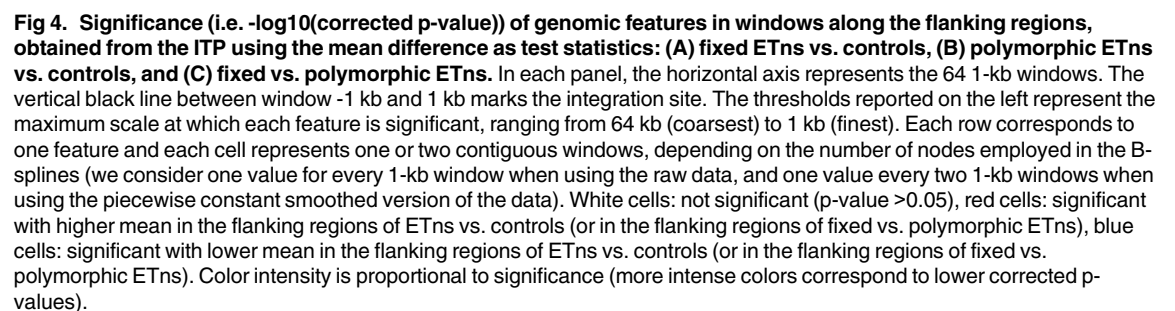 Fig 4. Significance (i.e. -log10(corrected p-value)) of genomic features in windows along the flanking regions,
obtained from the ITP using the mean difference as test statistics: (A) fixed ETns vs. controls, (B) polymorphic ETns
vs. controls, and (C) fixed vs. polymorphic ETns. In each panel, the horizontal axis represents the 64 1-kb windows. The
vertical black line between window -1 kb and 1 kb marks the integration site. The thresholds reported on the left represent the
maximum scale at which each feature is significant, ranging from 64 kb (coarsest) to 1 kb (finest). Each row corresponds to
one feature and each cell represents one or two contiguous windows, depending on the number of nodes employed in the B-
splines (we consider one value for every 1-kb window when using the raw data, and one value every two 1-kb windows when
using the piecewise constant smoothed version of the data). White cells: not significant (p-value >0.05), red cells: significant
with higher mean in the flanking regions of ETns vs. controls (or in the flanking regions of fixed vs. polymorphic ETns), blue
cells: significant with lower mean in the flanking regions of ETns vs. controls (or in the flanking regions of fixed vs.
polymorphic ETns). Color intensity is proportional to significance (more intense colors correspond to lower corrected p-
values).